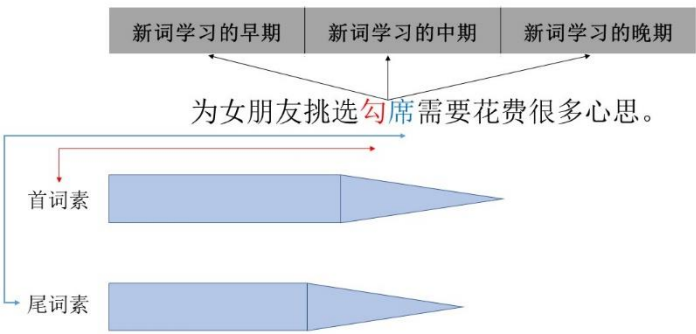 新词学习的早期 新词学习的中期 新词学习的晚期
为女朋友挑选勾席需要花费很多心思。
首词素
尾词素